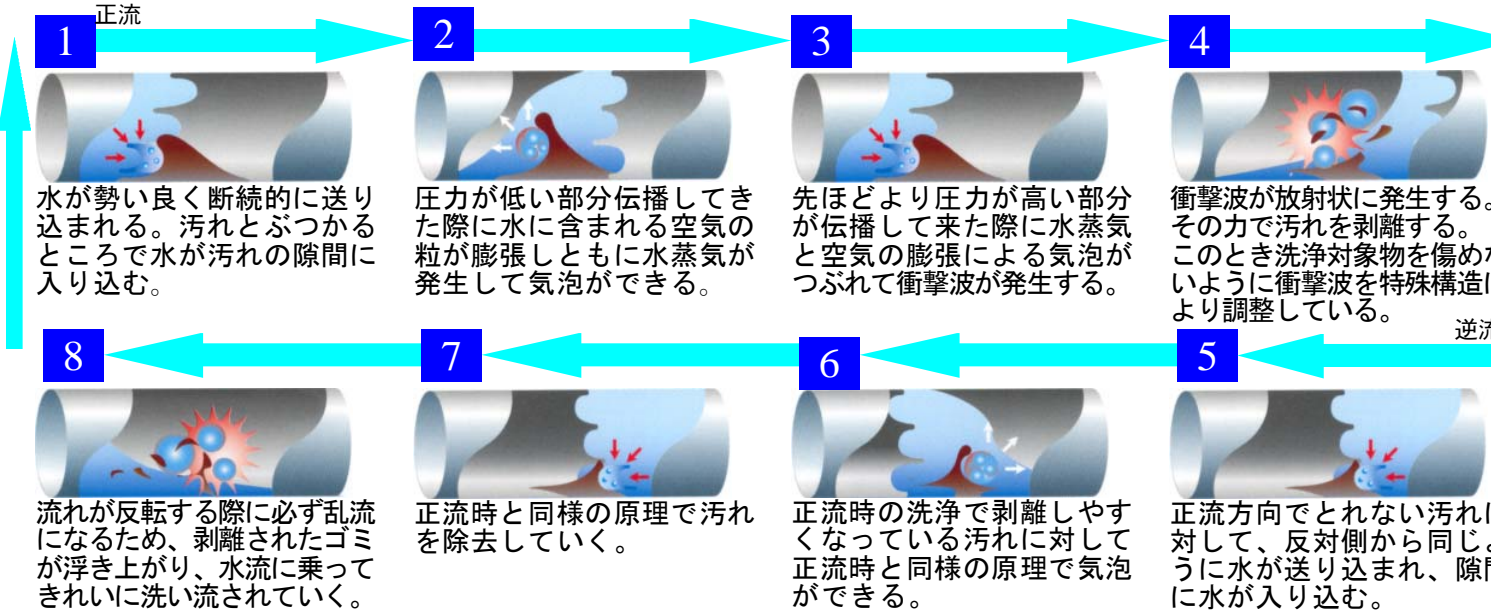 正流
1
水が勢い良く断続的に送り
込まれる。汚れとぶつかる
ところで水が汚れの隙間に
入り込む。
2
圧力が低い部分伝播してき
た際に水に含まれる空気の
粒が膨張しともに水蒸気が
発生して気泡ができる。
3
先ほどより圧力が高い部分
が伝播して来た際に水蒸気
と空気の膨張による気泡が
つぶれて衝撃波が発生する。
4
衝撃波が放射状に発生する。
その力で汚れを剥離する。
このとき洗浄対象物を傷めな
いように衝撃波を特殊構造に
より調整している。
逆流
5
正流方向でとれない汚れに
対して、反対側から同じよ
うに水が送り込まれ、隙間
に水が入り込む。
6
正流時の洗浄で剥離しやす
くなっている汚れに対して
正流時と同様の原理で気泡
ができる。
7
正流時と同様の原理で汚れ
を除去していく。
8
流れが反転する際に必ず乱流
になるため、剥離されたゴミ
が浮き上がり、水流に乗って
きれいに洗い流されていく。